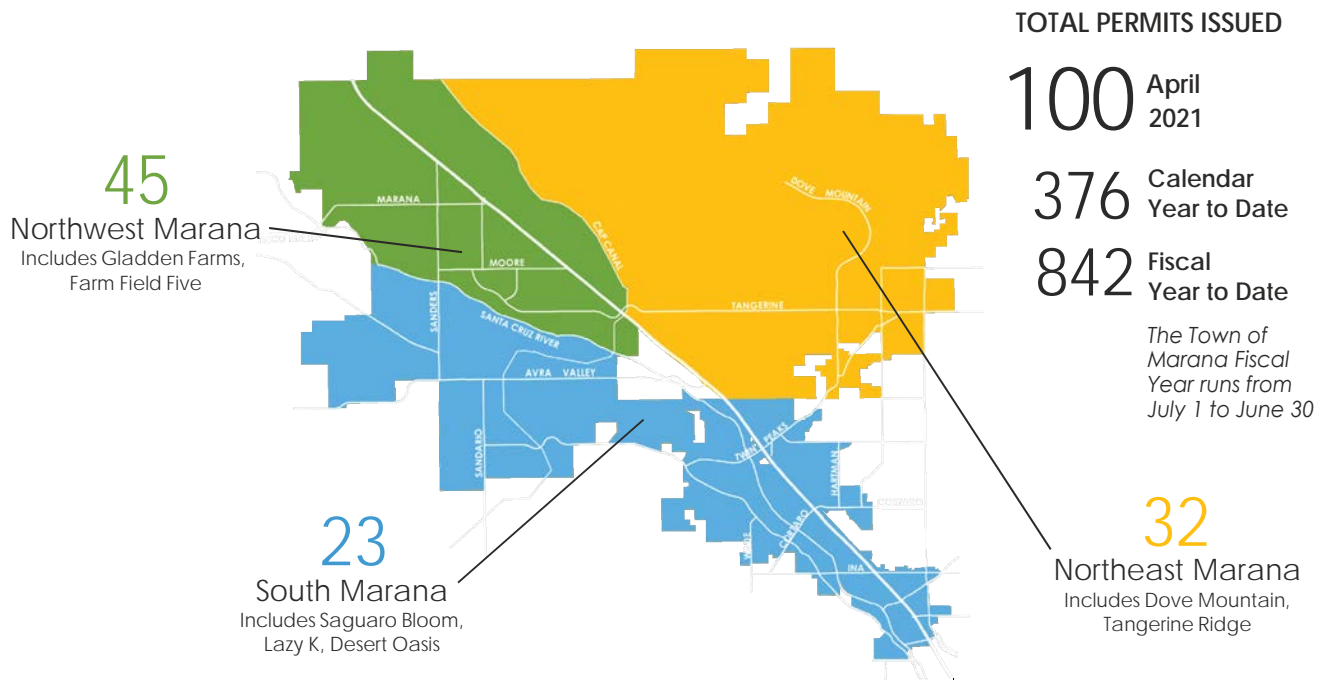 TOTAL PERMITS ISSUED
100 April
2021
376 Calendar
Year to Date
842 Fiscal
Year to Date
The Town of
Marana Fiscal
Year runs from
July 1 to June 30
45
Northwest Marana
Includes Gladden Farms,
Farm Field Five
23
South Marana
Includes Saguaro Bloom,
Lazy K, Desert Oasis
32
Northeast Marana
Includes Dove Mountain,
Tangerine Ridge
MARANA
MOORE
SANDERS
SANTA CRUZ RIVER
CAP CANAL
DOVE MOUNTAIN
TANGERINE
AVRA VALLEY
SANDARIO
TWIN PEAKS
HARTMAN
CORTARO
INA